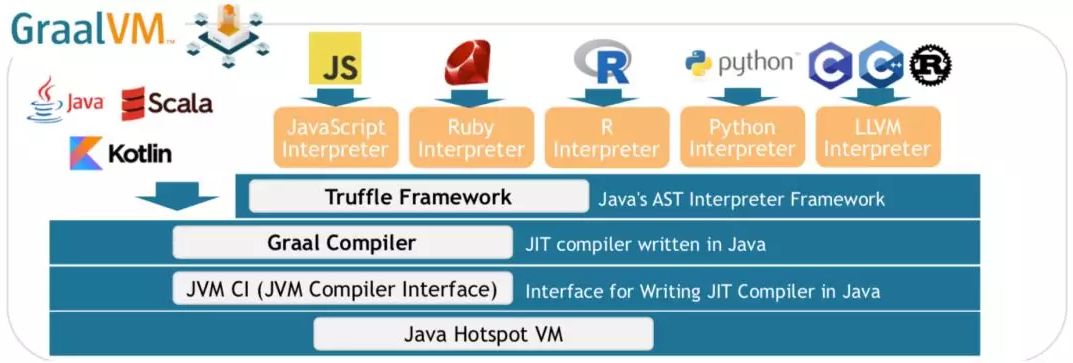 GraalVM™
JS
R
python™
C
C++
R
Java
Scala
Kotlin
JavaScript
Interpreter
Ruby
Interpreter
R
Interpreter
Python
Interpreter
LLVM
Interpreter
Truffle Framework
Java's AST Interpreter Framework
Graal Compiler
JIT compiler written in Java
JVM CI (JVM Compiler Interface)
Interface for Writing JIT Compiler in Java
Java Hotspot VM